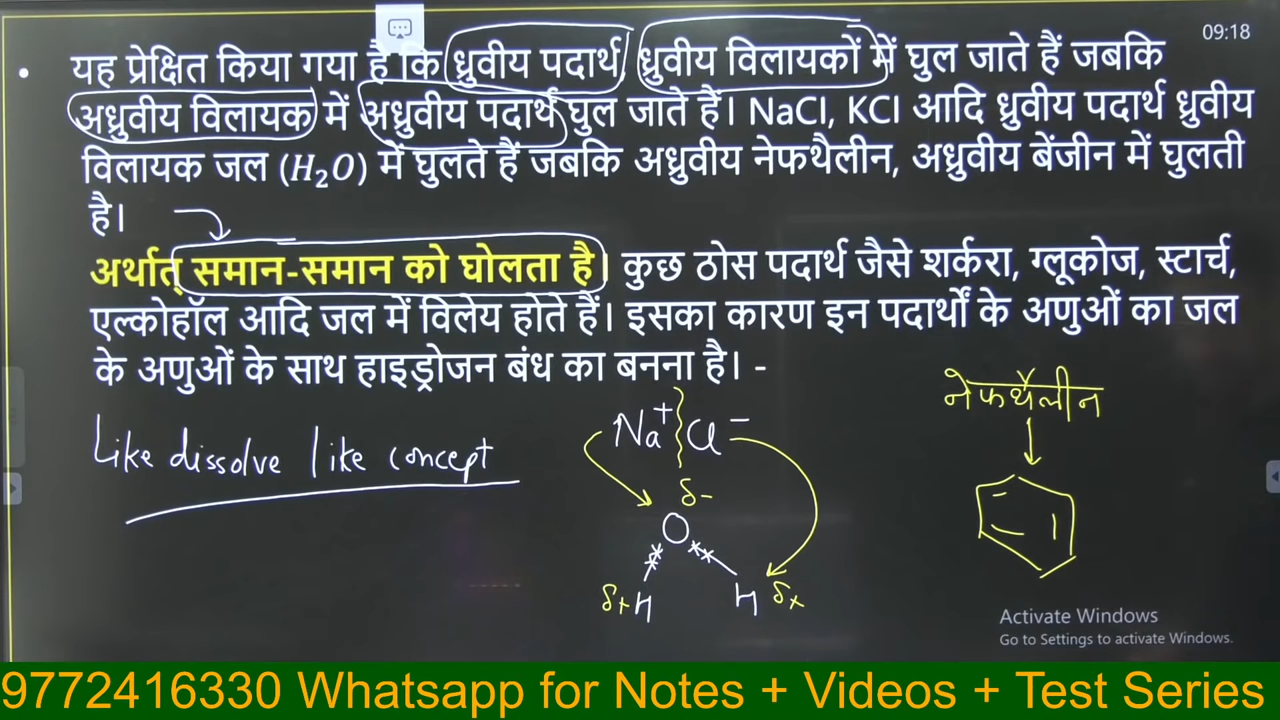 09:18
• यह प्रेक्षित किया गया है कि ध्रुवीय पदार्थ, ध्रुवीय विलायकों में घुल जाते हैं जबकि
अध्रुवीय विलायक में अध्रुवीय पदार्थ घुल जाते हैं। NaCl, KCl आदि ध्रुवीय पदार्थ ध्रुवीय
विलायक जल (H₂O) में घुलते हैं जबकि अध्रुवीय नेफथैलीन, अध्रुवीय बेंजीन में घुलती
है।
अर्थात् समान-समान को घोलता है। कुछ ठोस पदार्थ जैसे शर्करा, ग्लूकोज, स्टार्च,
एल्कोहॉल आदि जल में विलेय होते हैं। इसका कारण इन पदार्थों के अणुओं का जल
के अणुओं के साथ हाइड्रोजन बंध का बनना है। -
नेफथैलीन
Na⁺ Cl⁻
Like dissolve like concept
δ-
O
δ+ H H δ+
Activate Windows
Go to Settings to activate Windows.
9772416330 Whatsapp for Notes + Videos + Test Series